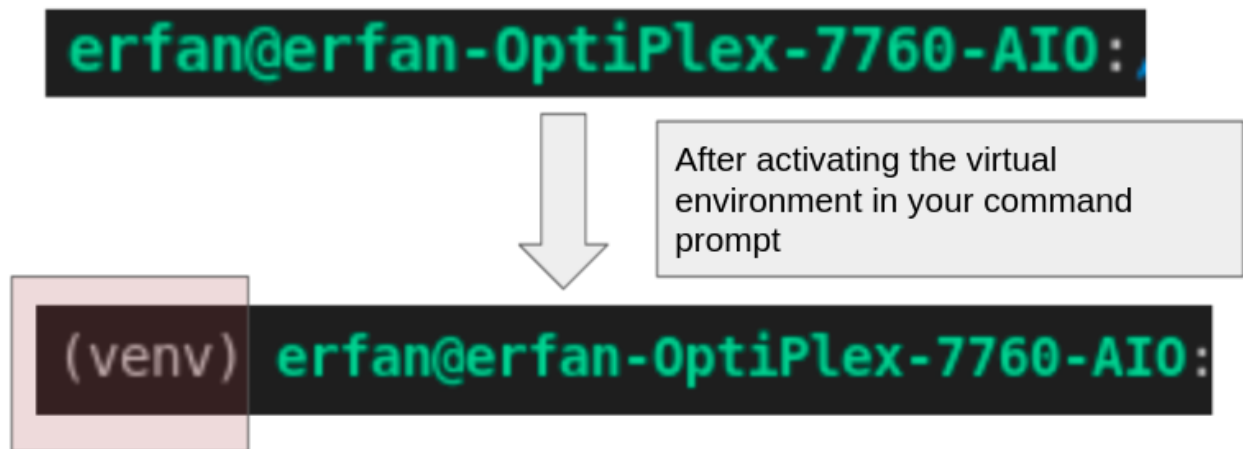 erfan@erfan-OptiPlex-7760-AIO:
After activating the virtual
environment in your command
prompt
(venv) erfan@erfan-OptiPlex-7760-AIO: